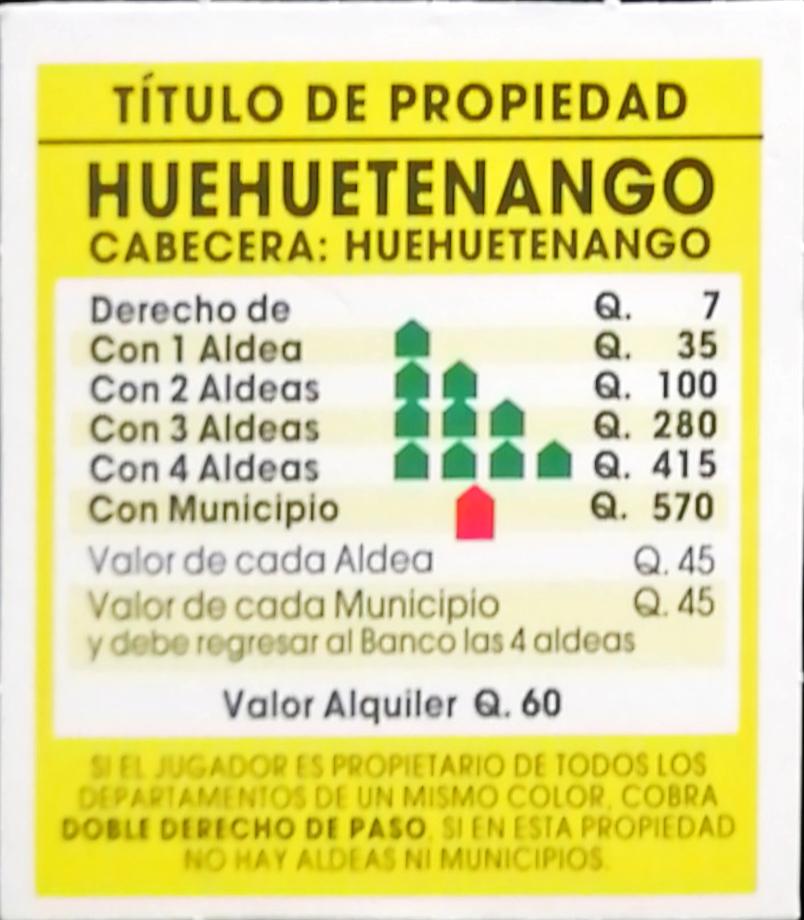 TÍTULO DE PROPIEDAD
HUEHUETENANGO
CABECERA: HUEHUETENANGO
Derecho de Q. 7
Con 1 Aldea Q. 35
Con 2 Aldeas Q. 100
Con 3 Aldeas Q. 280
Con 4 Aldeas Q. 415
Con Municipio Q. 570
Valor de cada Aldea Q. 45
Valor de cada Municipio Q. 45
y debe regresar al Banco las 4 aldeas
Valor Alquiler Q. 60
SI EL JUGADOR ES PROPIETARIO DE TODOS LOS
DEPARTAMENTOS DE UN MISMO COLOR, COBRA
DOBLE DERECHO DE PASO, SI EN ESTA PROPIEDAD
NO HAY ALDEAS NI MUNICIPIOS.